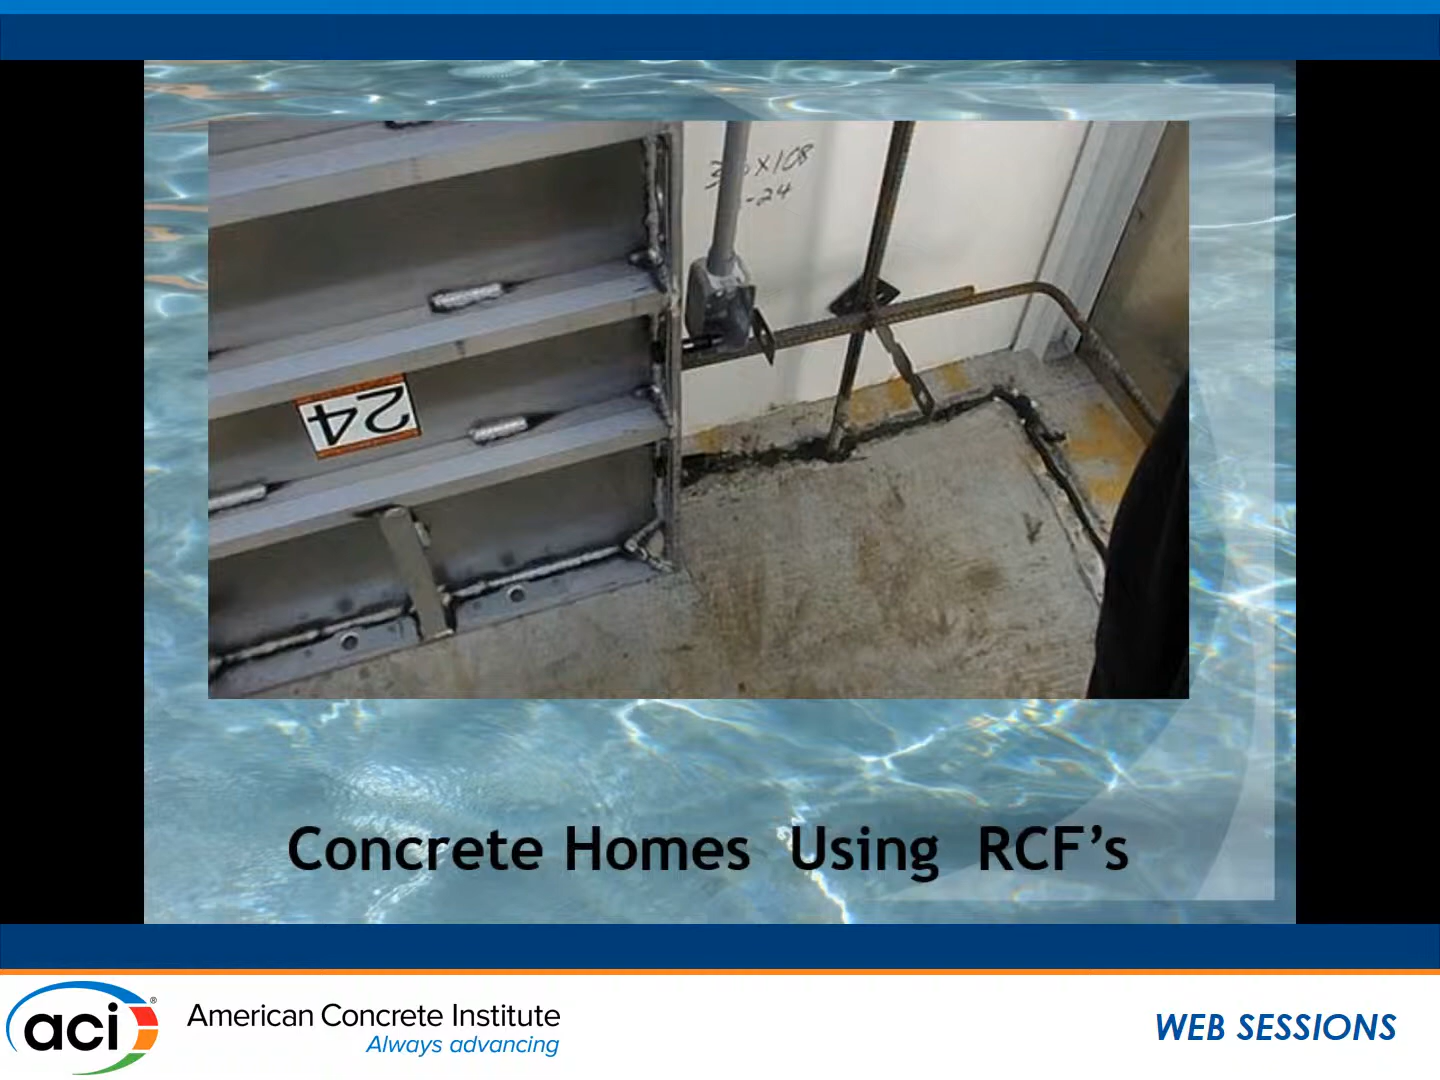 X108
-24
24
Concrete Homes Using RCF's
aci®
American Concrete Institute
Always advancing
WEB SESSIONS